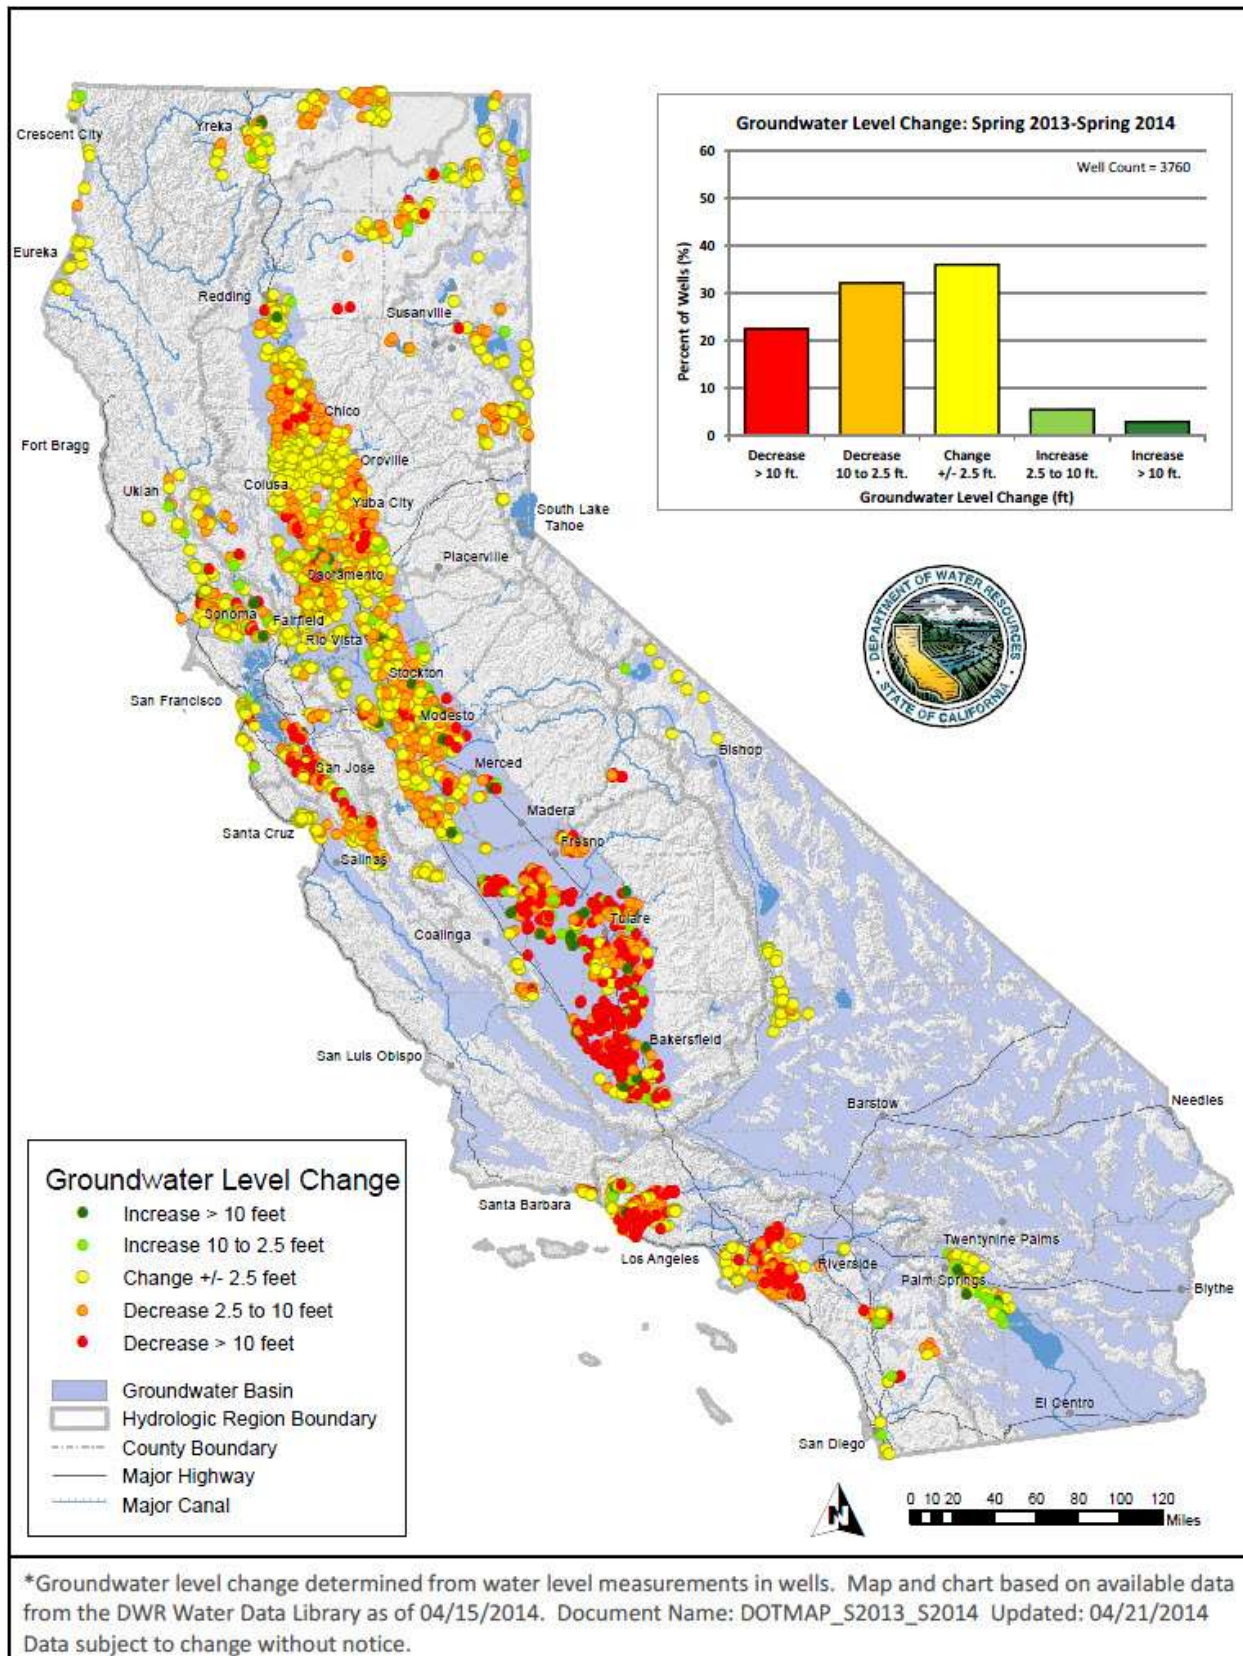 Crescent City
Yreka
Eureka
Redding
Susanville
Chico
Fort Bragg
Oroville
Ukiah
Colusa
Yuba City
South Lake
Tahoe
Placerville
Sacramento
Sonoma
Fairfield
Rio Vista
Stockton
San Francisco
Modesto
Bishop
San Jose
Merced
Madera
Santa Cruz
Fresno
Salinas
Tulare
Coalinga
Bakersfield
San Luis Obispo
Barstow
Needles
Santa Barbara
Los Angeles
Riverside
Twentynine Palms
Palm Springs
Blythe
El Centro
San Diego
Groundwater Level Change: Spring 2013-Spring 2014
Well Count = 3760
Percent of Wells (%)
60
50
40
30
20
10
0
Decrease Decrease Change Increase Increase
> 10 ft. 10 to 2.5 ft. +/- 2.5 ft. 2.5 to 10 ft. > 10 ft.
Groundwater Level Change (ft)
DEPARTMENT OF WATER RESOURCES
STATE OF CALIFORNIA
Groundwater Level Change
Increase > 10 feet
Increase 10 to 2.5 feet
Change +/- 2.5 feet
Decrease 2.5 to 10 feet
Decrease > 10 feet
Groundwater Basin
Hydrologic Region Boundary
County Boundary
Major Highway
Major Canal
N
0 10 20 40 60 80 100 120
Miles
*Groundwater level change determined from water level measurements in wells. Map and chart based on available data
from the DWR Water Data Library as of 04/15/2014. Document Name: DOTMAP_S2013_S2014 Updated: 04/21/2014
Data subject to change without notice.